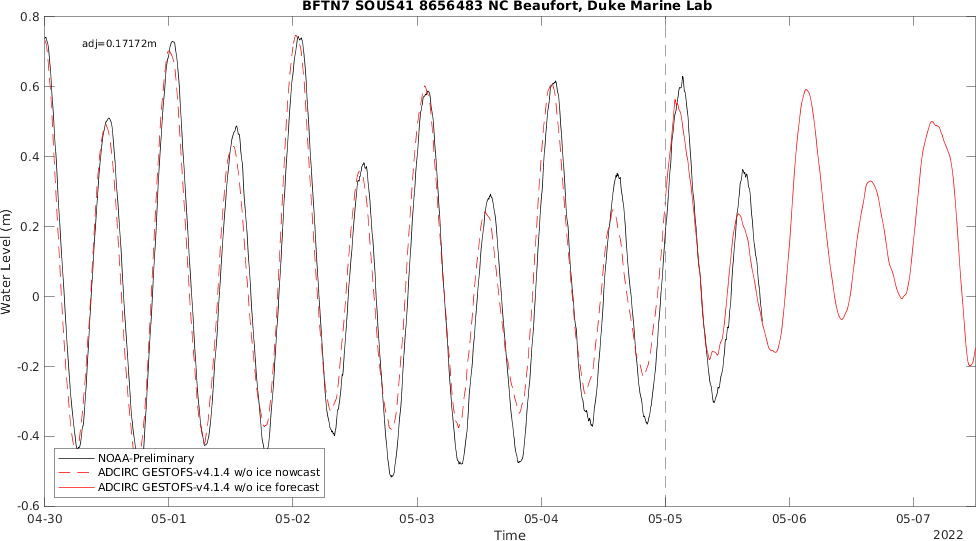 BFTN7 SOUS41 8656483 NC Beaufort, Duke Marine Lab
adj=0.17172m
0.8
0.6
0.4
0.2
0
-0.2
-0.4
-0.6
Water Level (m)
NOAA-Preliminary
ADCIRC GESTOFS-v4.1.4 w/o ice nowcast
ADCIRC GESTOFS-v4.1.4 w/o ice forecast
04-30 05-01 05-02 05-03 05-04 05-05 05-06 05-07
Time
2022